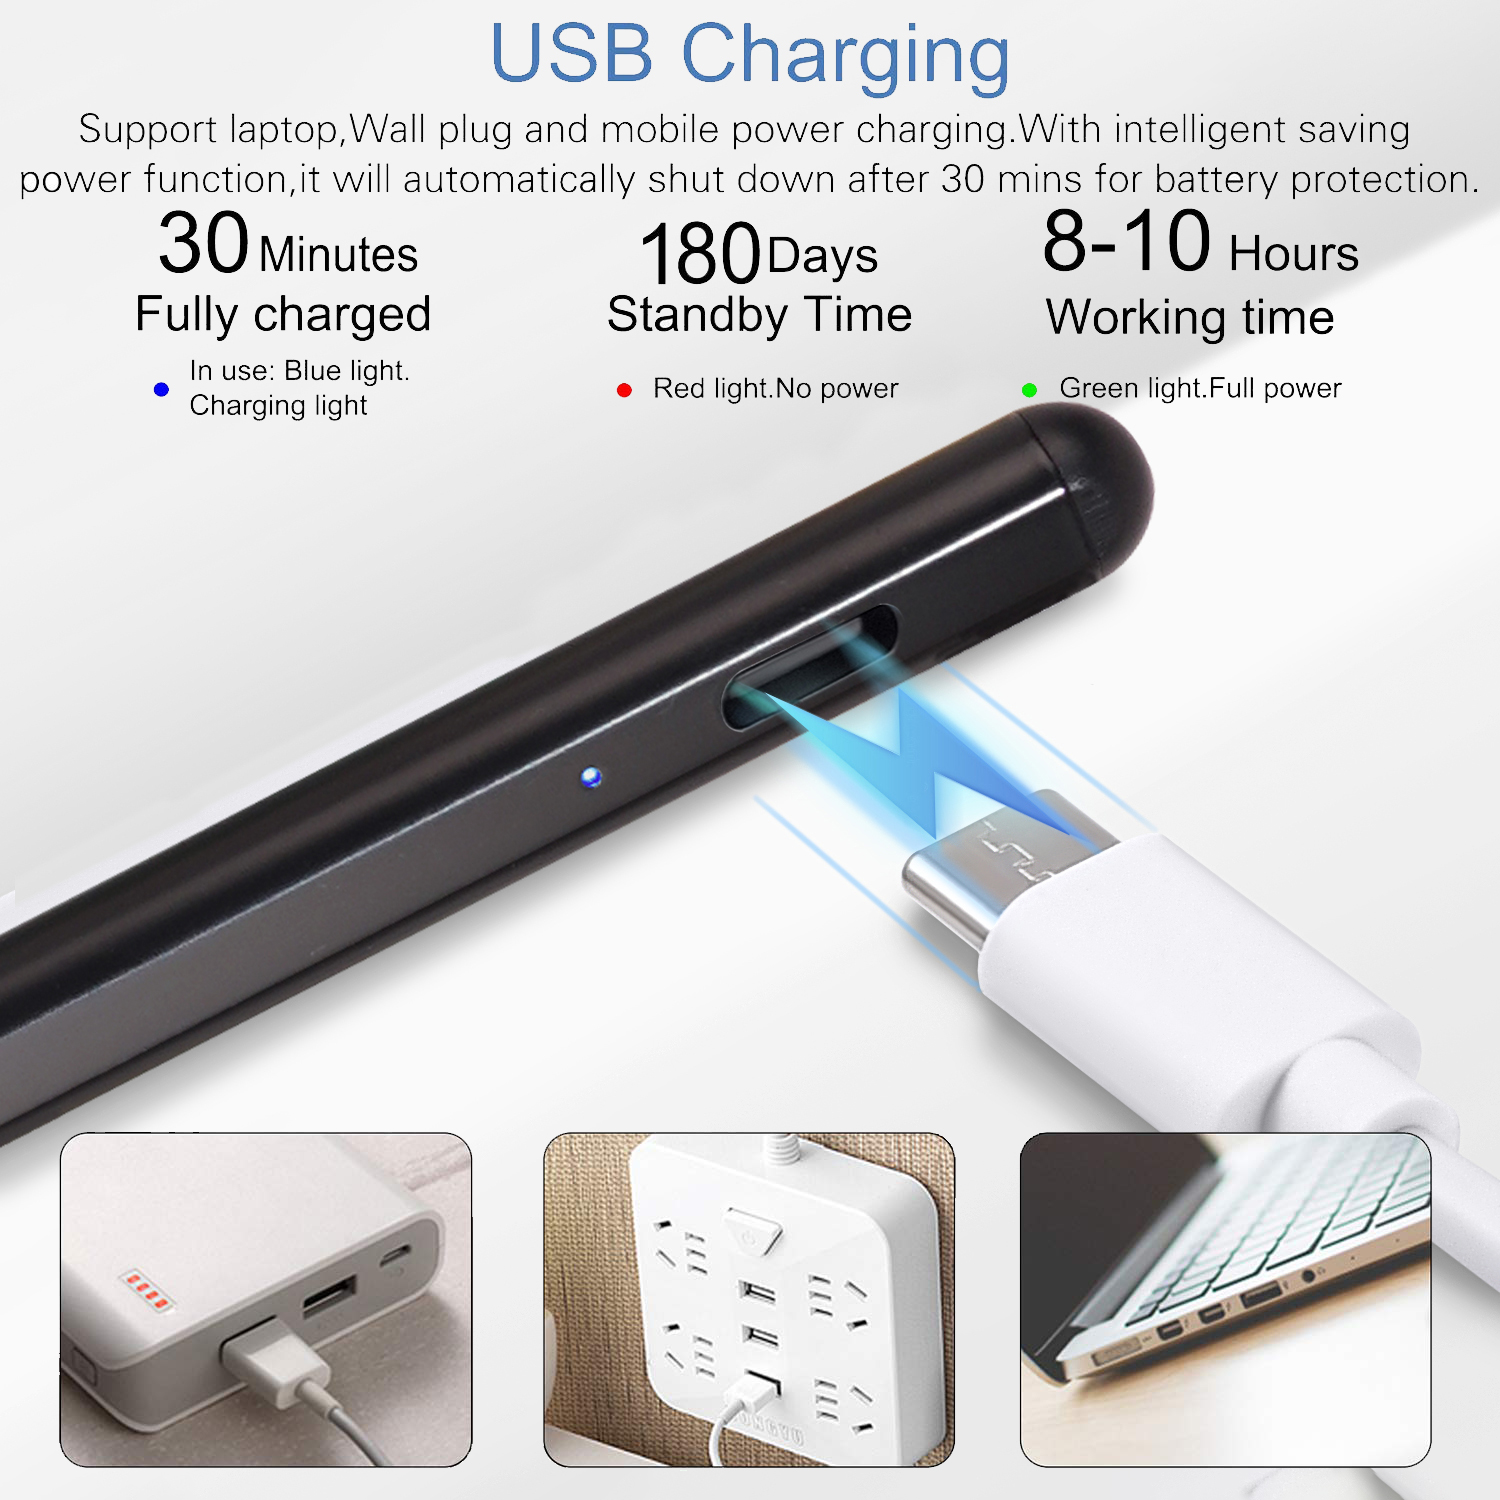 USB Charging
Support laptop,Wall plug and mobile power charging.With intelligent saving
power function,it will automatically shut down after 30 mins for battery protection.
30 Minutes
Fully charged
180 Days
Standby Time
8-10 Hours
Working time
In use: Blue light.
Charging light
Red light.No power
Green light.Full power